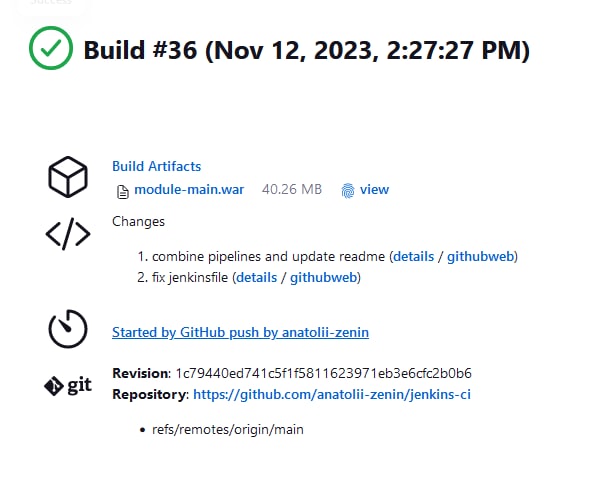 Success
Build #36 (Nov 12, 2023, 2:27:27 PM)
Build Artifacts
module-main.war 40.26 MB view
Changes
1. combine pipelines and update readme (details / githubweb)
2. fix jenkinsfile (details / githubweb)
Started by GitHub push by anatolii-zenin
git
Revision: 1c79440ed741c5f1f5811623971eb3e6cfc2b0b6
Repository: https://github.com/anatolii-zenin/jenkins-ci
• refs/remotes/origin/main